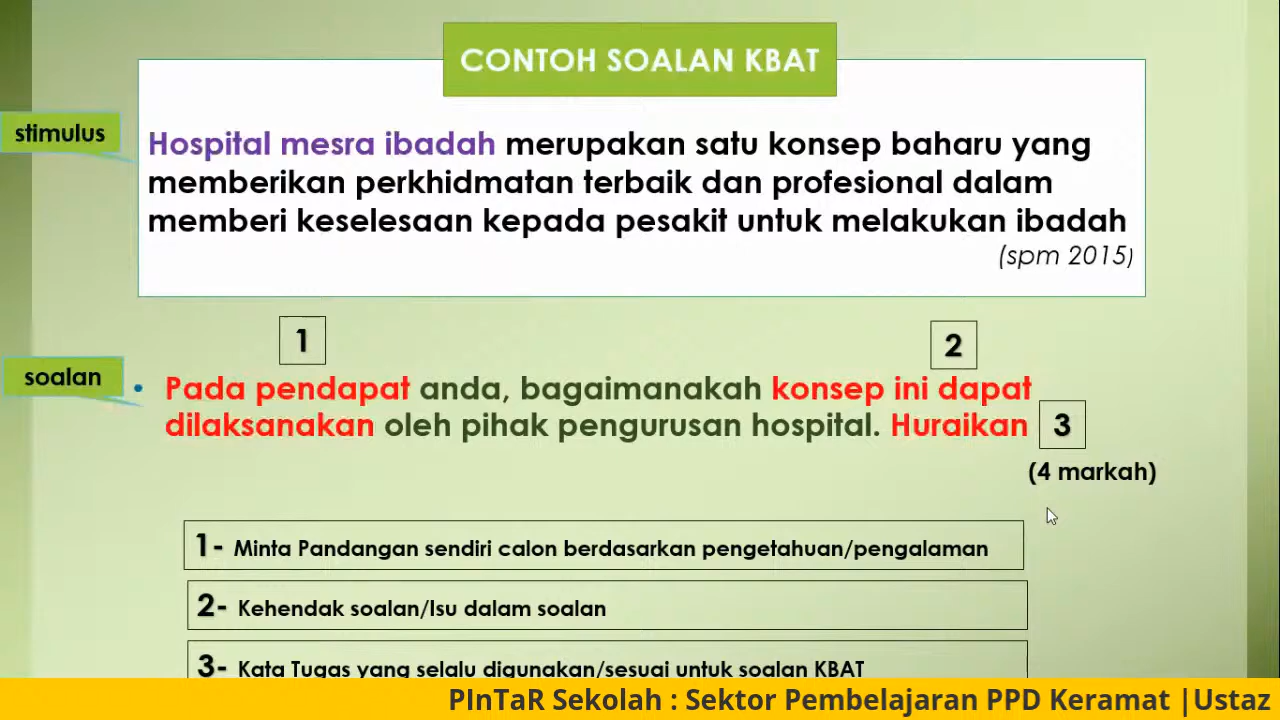 CONTOH SOALAN KBAT
stimulus
Hospital mesra ibadah merupakan satu konsep baharu yang
memberikan perkhidmatan terbaik dan profesional dalam
memberi keselesaan kepada pesakit untuk melakukan ibadah
(spm 2015)
1
2
soalan
• Pada pendapat anda, bagaimanakah konsep ini dapat
dilaksanakan oleh pihak pengurusan hospital. Huraikan
3
(4 markah)
1- Minta Pandangan sendiri calon berdasarkan pengetahuan/pengalaman
2- Kehendak soalan/Isu dalam soalan
3- Kata Tugas yang selalu digunakan/sesuai untuk soalan KBAT
PInTaR Sekolah : Sektor Pembelajaran PPD Keramat |Ustaz